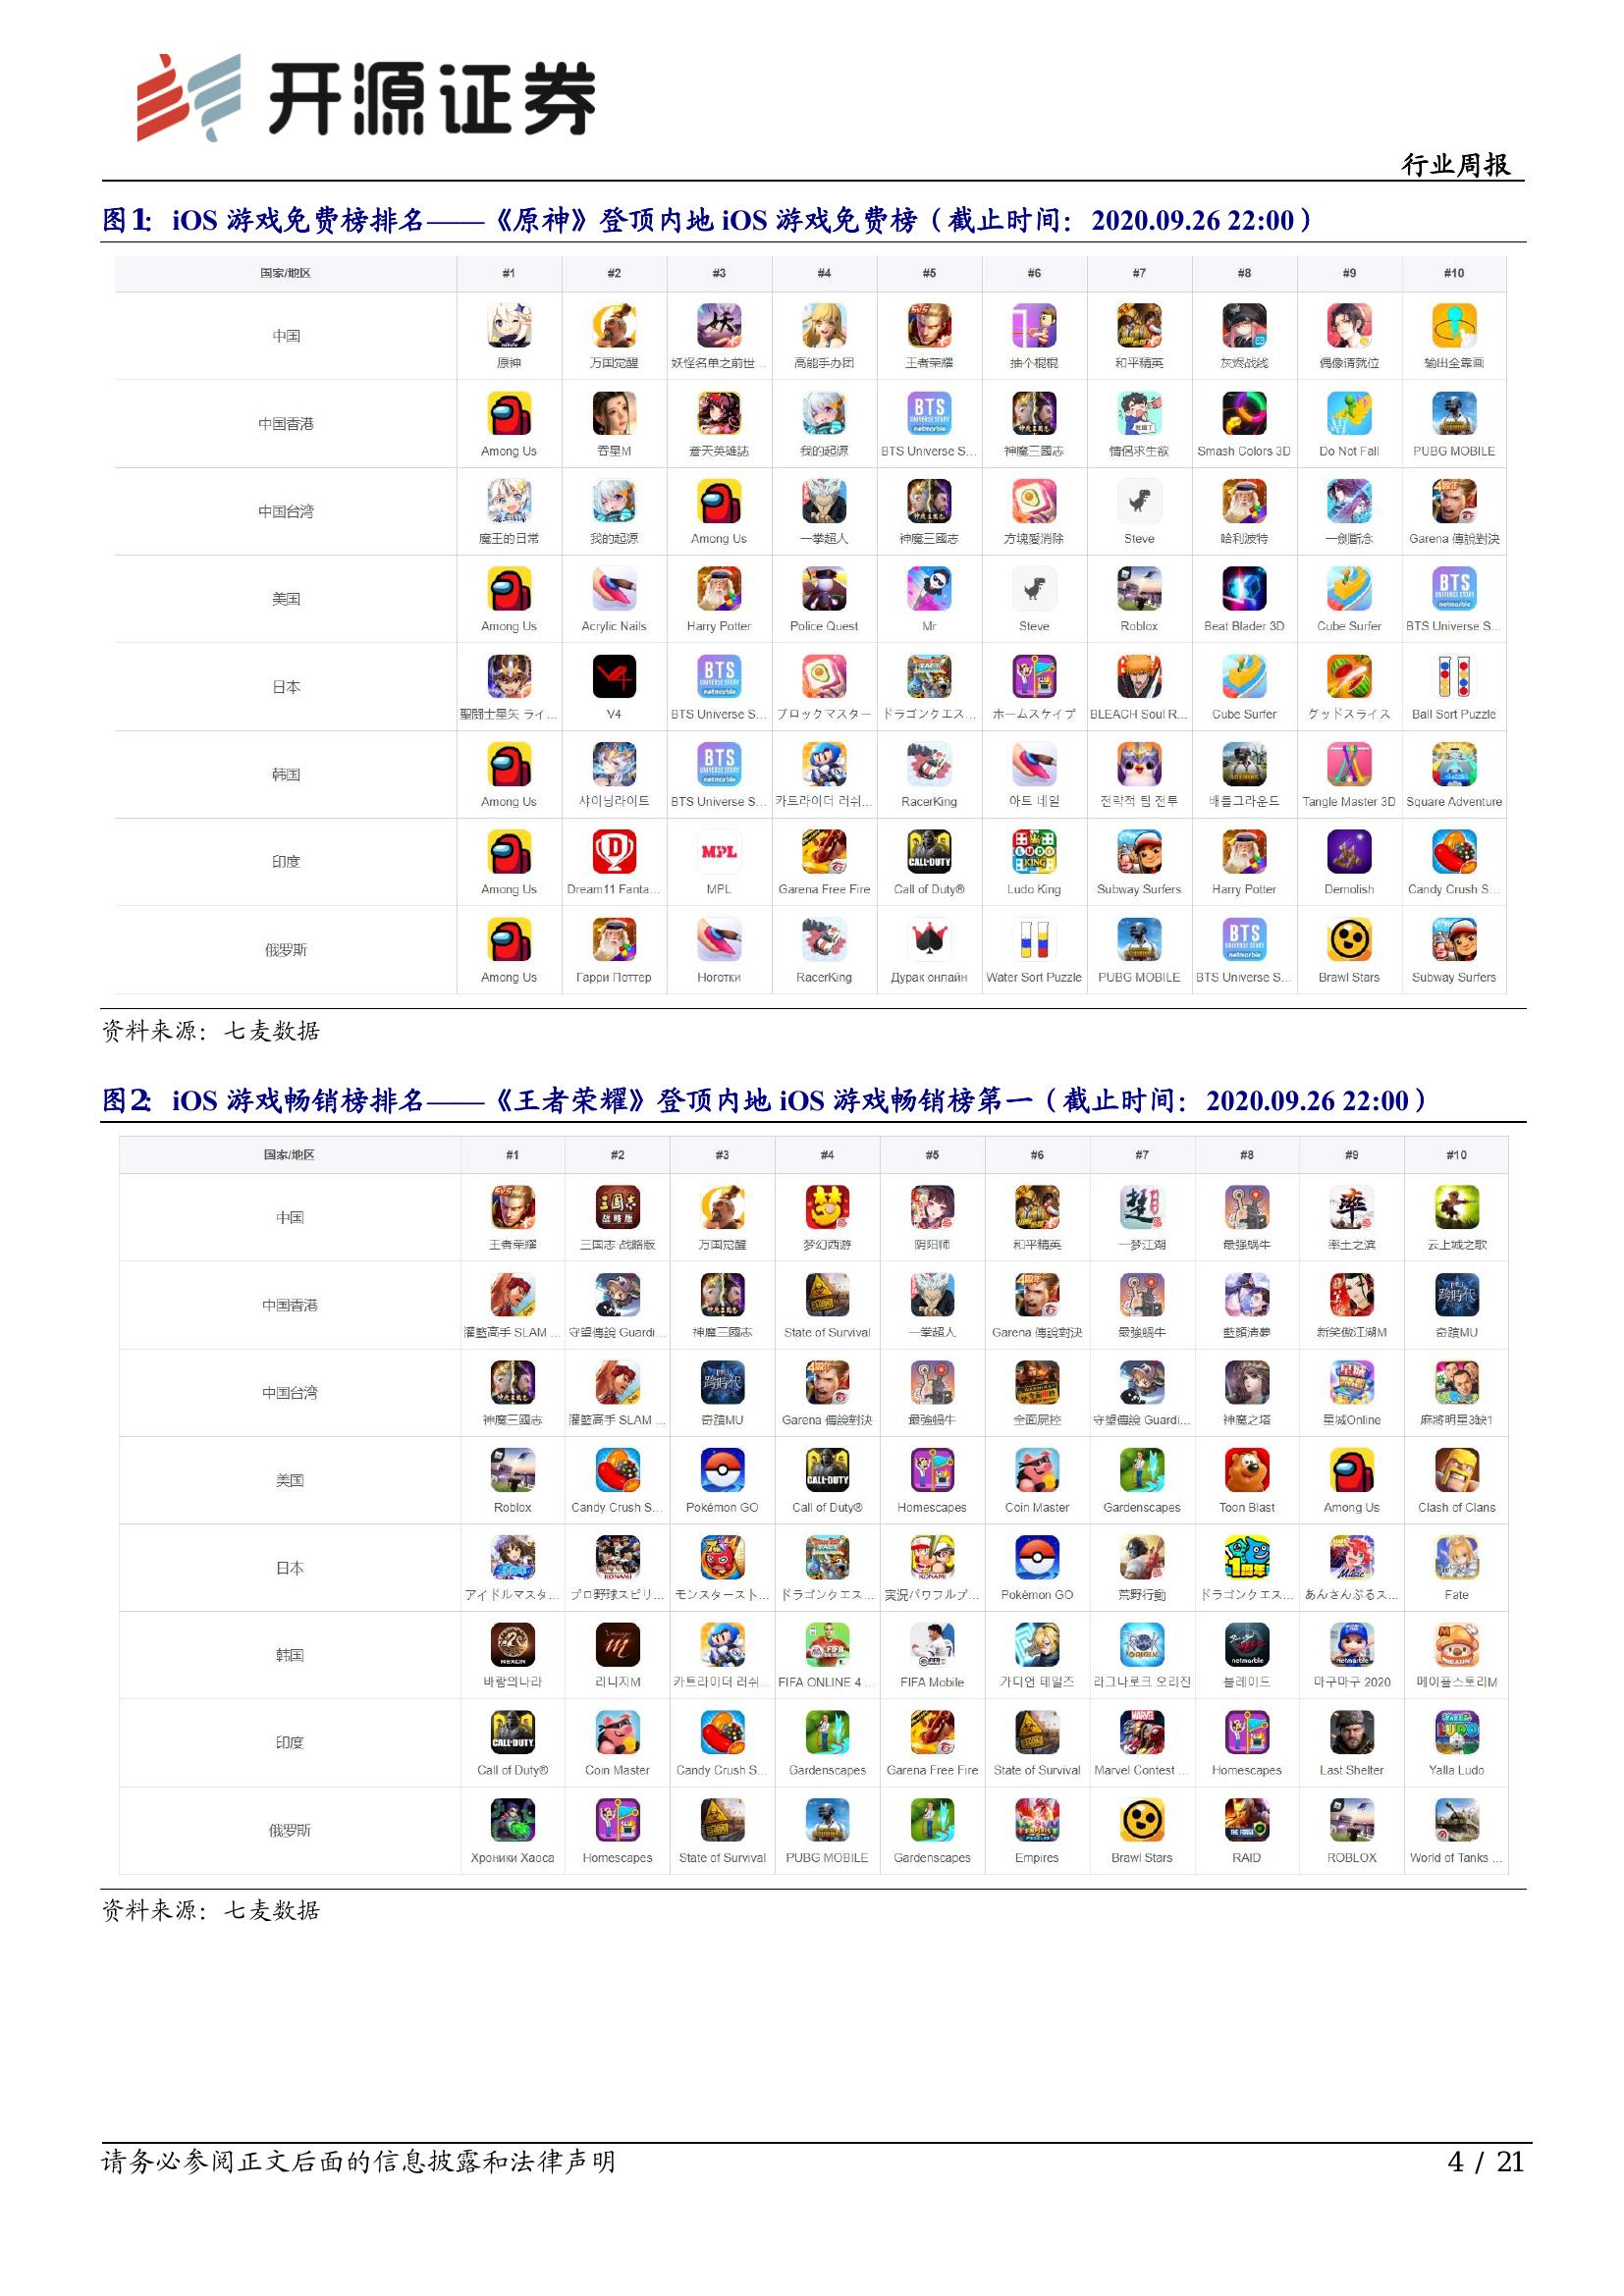 开源证券
行业周报
图1：iOS 游戏免费榜排名——《原神》登顶内地 iOS 游戏免费榜（截止时间：2020.09.26 22:00）
国家/地区 #1 #2 #3 #4 #5 #6 #7 #8 #9 #10
中国 原神 万国觉醒 妖怪名单之前世... 高能手办团 王者荣耀 抽个棍棍 和平精英 灰烬战线 偶像请就位 输出全靠画
中国香港 Among Us 吞星M 蒼天英雄誌 我的起源 BTS Universe S... 神魔三國志 情侣求生欲 Smash Colors 3D Do Not Fall PUBG MOBILE
中国台湾 魔王的日常 我的起源 Among Us 一拳超人 神魔三國志 方塊愛消除 Steve 哈利波特 一劍斷念 Garena 傳說對決
美国 Among Us Acrylic Nails Harry Potter Police Quest Mr Steve Roblox Beat Blader 3D Cube Surfer BTS Universe S...
日本 聖闘士星矢 ライ... V4 BTS Universe S... ブロックマスター ドラゴンクエス... ホームスケイプ BLEACH Soul R... Cube Surfer グッドスライス Ball Sort Puzzle
韩国 Among Us 샤이닝라이트 BTS Universe S... 카트라이더 러쉬... RacerKing 아트 네일 전략적 팀 전투 배틀그라운드 Tangle Master 3D Square Adventure
印度 Among Us Dream11 Fanta... MPL Garena Free Fire Call of Duty® Ludo King Subway Surfers Harry Potter Demolish Candy Crush S...
俄罗斯 Among Us Гарри Поттер Ноготки RacerKing Дурак онлайн Water Sort Puzzle PUBG MOBILE BTS Universe S... Brawl Stars Subway Surfers
资料来源：七麦数据
图2：iOS 游戏畅销榜排名——《王者荣耀》登顶内地 iOS 游戏畅销榜第一（截止时间：2020.09.26 22:00）
国家/地区 #1 #2 #3 #4 #5 #6 #7 #8 #9 #10
中国 王者荣耀 三国志·战略版 万国觉醒 梦幻西游 阴阳师 和平精英 一梦江湖 最强蜗牛 率土之滨 云上城之歌
中国香港 灌籃高手 SLAM ... 守望傳說 Guardi... 神魔三國志 State of Survival 一拳超人 Garena 傳說對決 最強蝸牛 藍顏清夢 新笑傲江湖M 奇蹟MU
中国台湾 神魔三國志 灌籃高手 SLAM ... 奇蹟MU Garena 傳說對決 最強蝸牛 全面屍控 守望傳說 Guardi... 神魔之塔 星城Online 麻將明星3缺1
美国 Roblox Candy Crush S... Pokémon GO Call of Duty® Homescapes Coin Master Gardenscapes Toon Blast Among Us Clash of Clans
日本 アイドルマスタ... プロ野球スピリ... モンスタースト... ドラゴンクエス... 実況パワフルプ... Pokémon GO 荒野行動 ドラゴンクエス... あんさんぶるス... Fate
韩国 바람의나라 리니지M 카트라이더 러쉬... FIFA ONLINE 4 ... FIFA Mobile 가디언 테일즈 라그나로크 오리진 블레이드 마구마구 2020 메이플스토리M
印度 Call of Duty® Coin Master Candy Crush S... Gardenscapes Garena Free Fire State of Survival Marvel Contest ... Homescapes Last Shelter Yalla Ludo
俄罗斯 Хроники Хаоса Homescapes State of Survival PUBG MOBILE Gardenscapes Empires Brawl Stars RAID ROBLOX World of Tanks ...
资料来源：七麦数据
请务必参阅正文后面的信息披露和法律声明
4 / 21